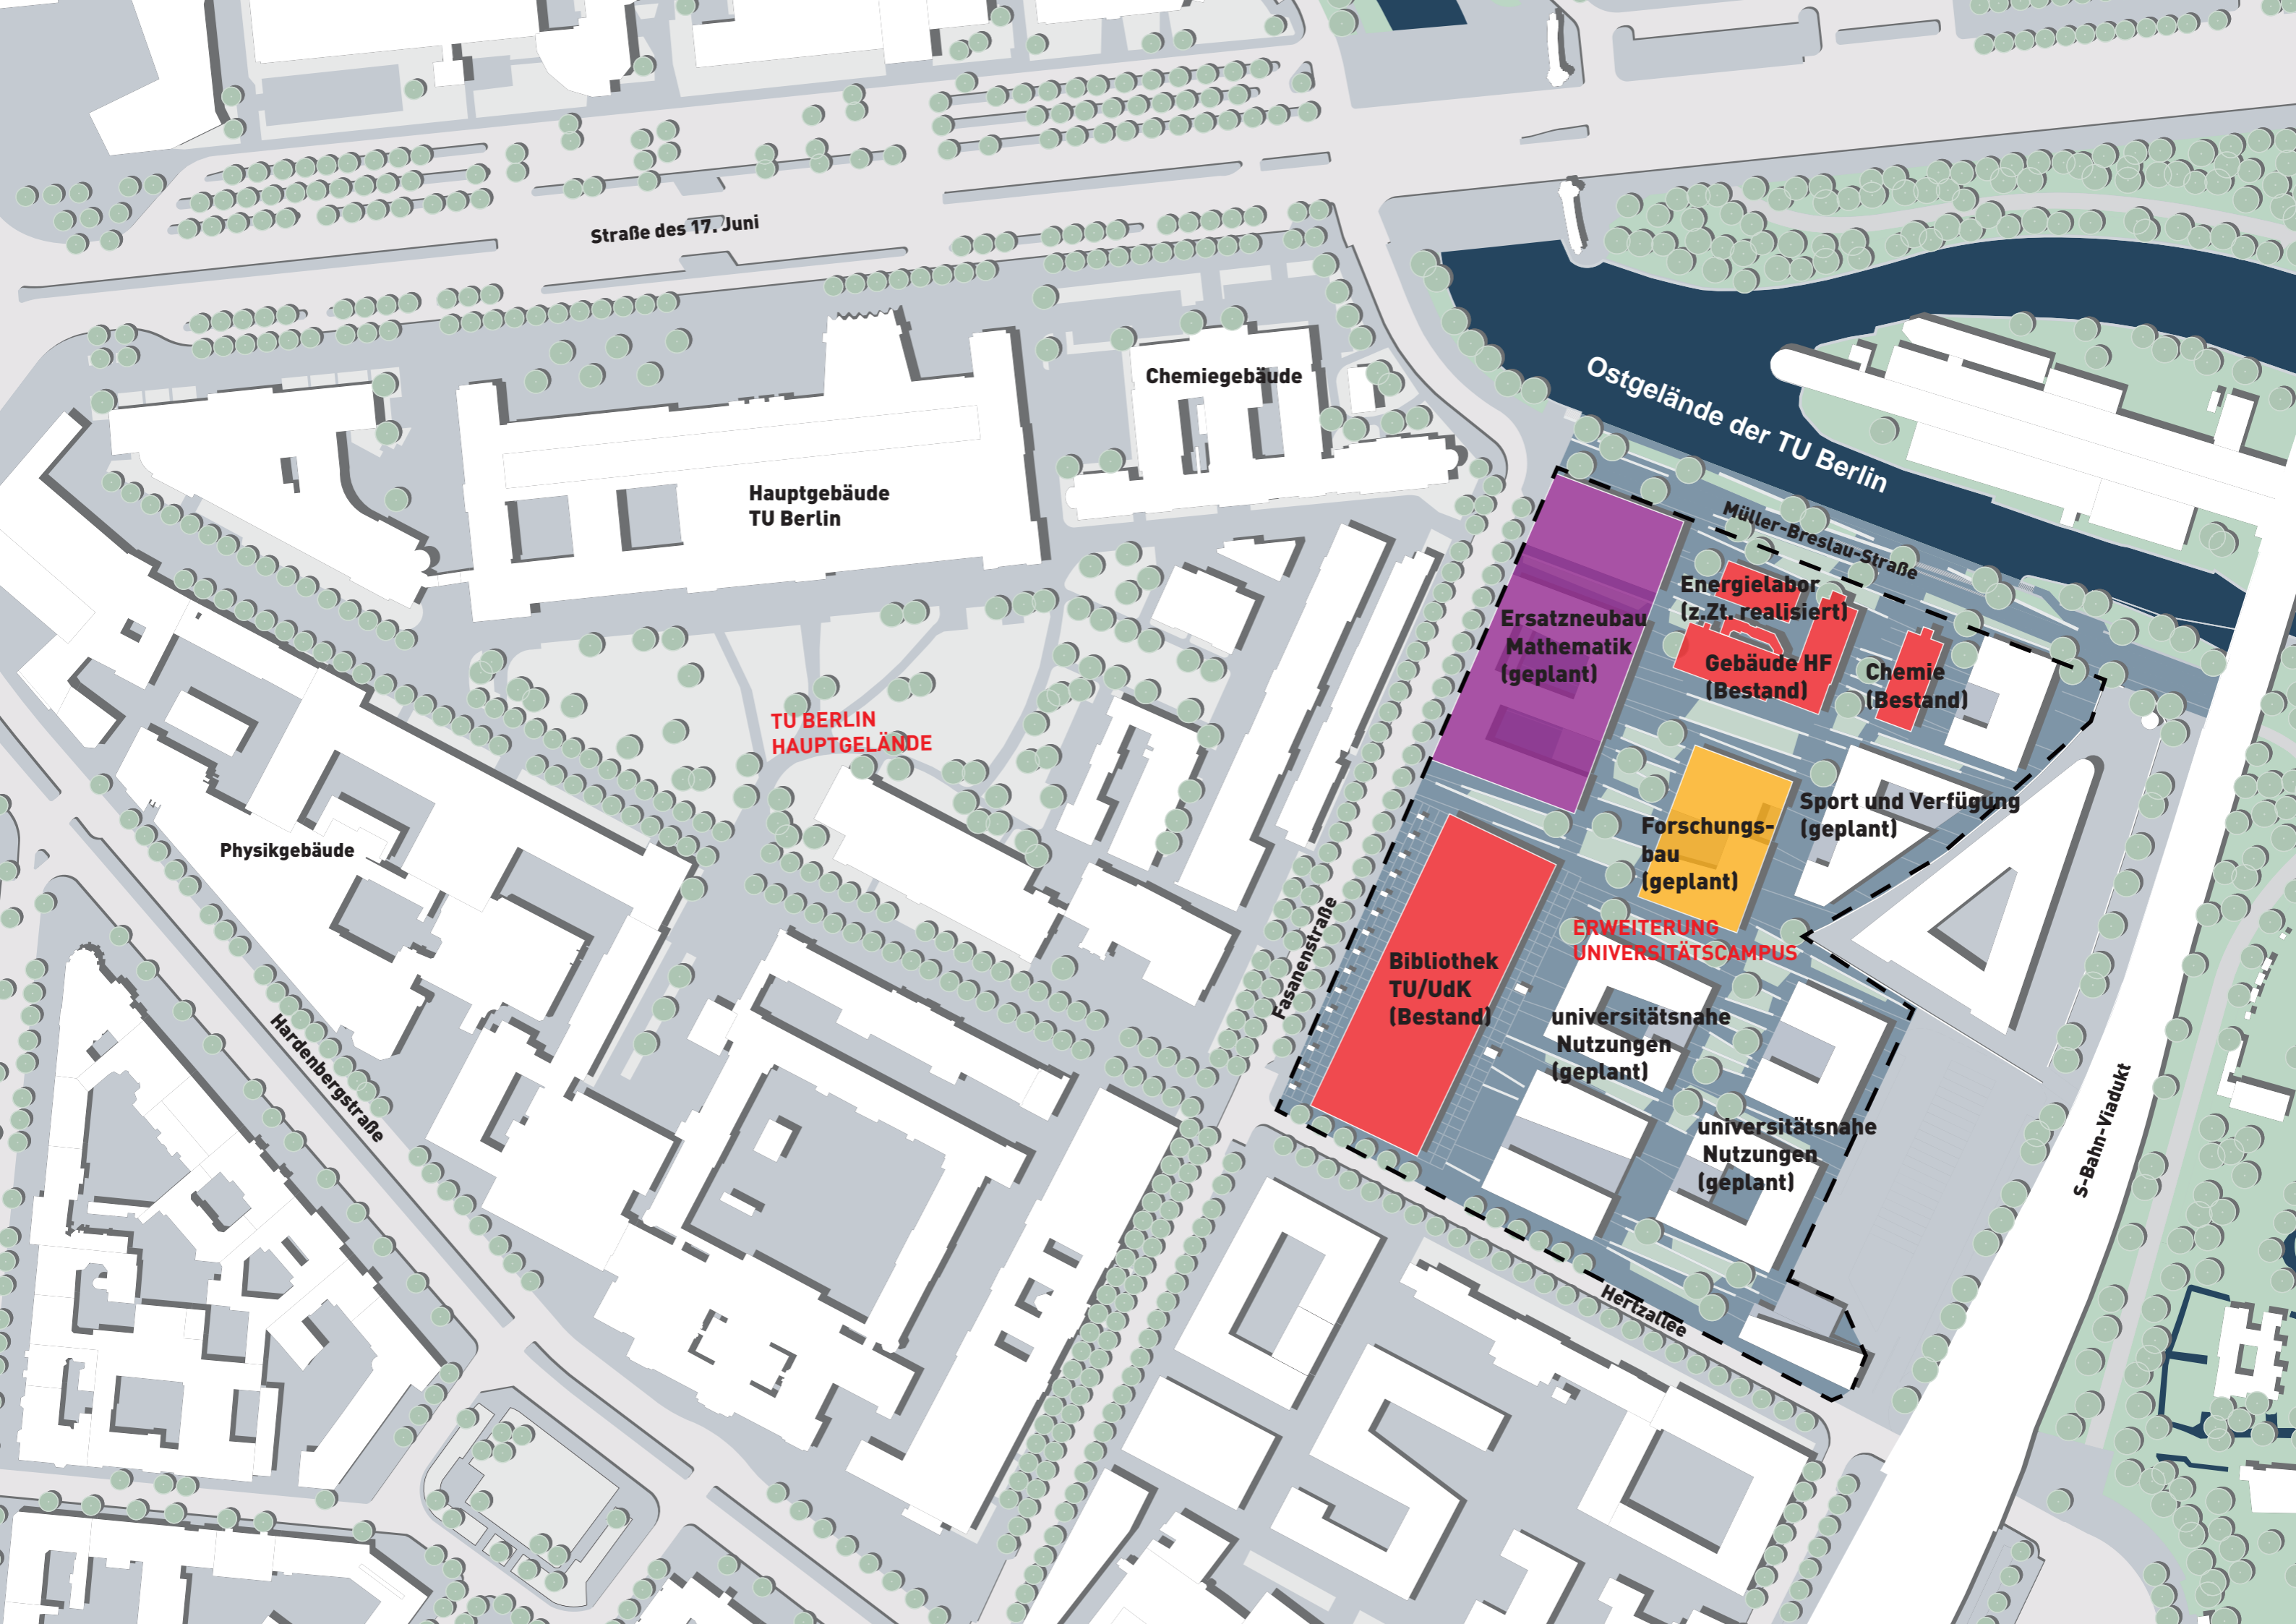 Straße des 17. Juni
Chemiegebäude
Hauptgebäude
TU Berlin
Ostgelände der TU Berlin
Müller-Breslau-Straße
Energielabor
(z.Zt. realisiert)
Ersatzneubau
Mathematik
(geplant)
Gebäude HF
(Bestand)
Chemie
(Bestand)
TU BERLIN
HAUPTGELÄNDE
Sport und Verfügung
(geplant)
Forschungs-
bau
(geplant)
Physikgebäude
ERWEITERUNG
UNIVERSITÄTSCAMPUS
Fasanenstraße
Bibliothek
TU/UdK
(Bestand)
universitätsnahe
Nutzungen
(geplant)
Hardenbergstraße
universitätsnahe
Nutzungen
(geplant)
S-Bahn-Viadukt
Hertzallee